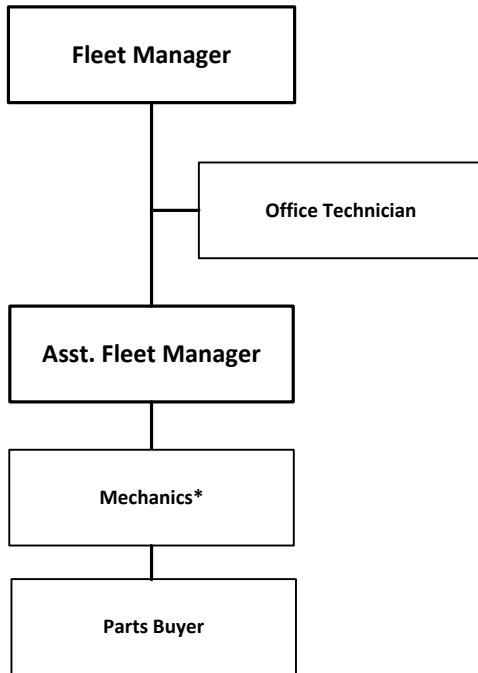 Fleet Manager
Office Technician
Asst. Fleet Manager
Mechanics*
Parts Buyer